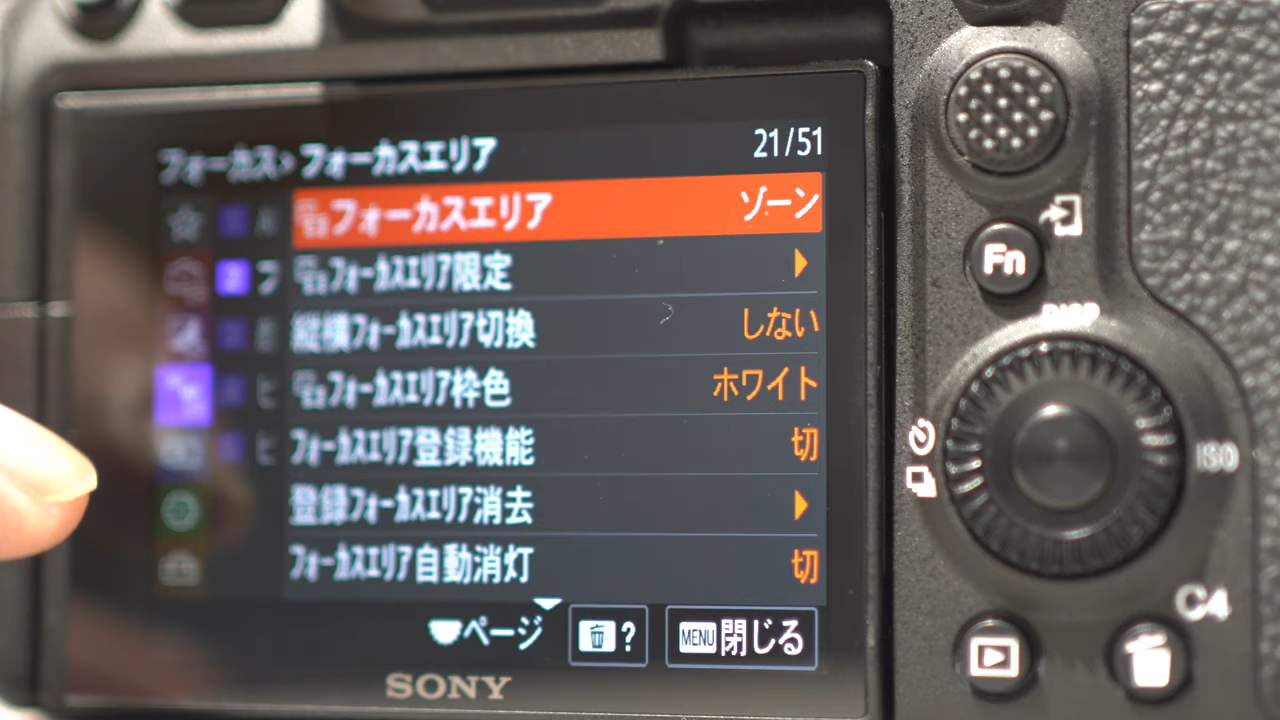 フォーカス› フォーカスエリア 21/51
フォーカスエリア ゾーン
フォーカスエリア限定
縦横フォーカスエリア切換 しない
フォーカスエリア枠色 ホワイト
フォーカスエリア登録機能 切
登録フォーカスエリア消去
フォーカスエリア自動消灯 切
ページ ? MENU 閉じる
SONY
Fn
DISP
ISO
C4